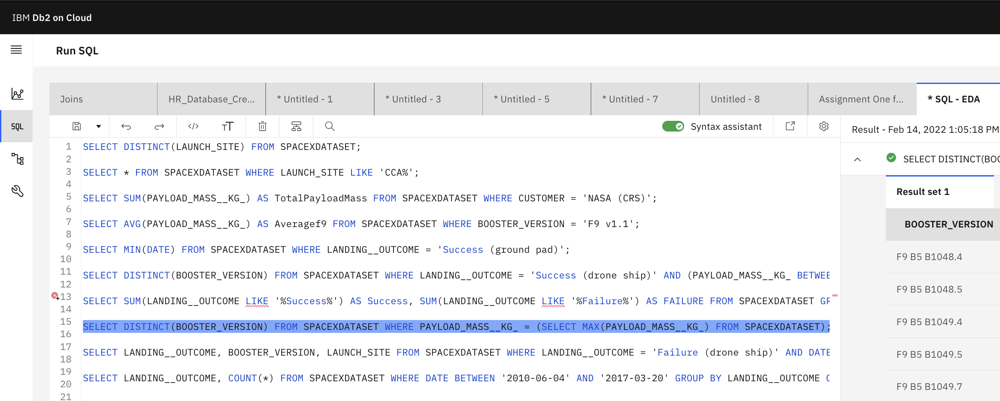 IBM Db2 on Cloud
Run SQL
Joins
HR_Database_Cre...
* Untitled - 1
* Untitled - 3
* Untitled - 5
* Untitled - 7
Untitled - 8
Assignment One f...
* SQL - EDA
SQL
</>
TT
Syntax assistant
Result - Feb 14, 2022 1:05:18 PM
1 SELECT DISTINCT(LAUNCH_SITE) FROM SPACEXDATASET;
2
3 SELECT * FROM SPACEXDATASET WHERE LAUNCH_SITE LIKE 'CCA%';
4
5 SELECT SUM(PAYLOAD_MASS__KG_) AS TotalPayloadMass FROM SPACEXDATASET WHERE CUSTOMER = 'NASA (CRS)';
6
7 SELECT AVG(PAYLOAD_MASS__KG_) AS Averagef9 FROM SPACEXDATASET WHERE BOOSTER_VERSION = 'F9 v1.1';
8
9 SELECT MIN(DATE) FROM SPACEXDATASET WHERE LANDING__OUTCOME = 'Success (ground pad)';
10
11 SELECT DISTINCT(BOOSTER_VERSION) FROM SPACEXDATASET WHERE LANDING__OUTCOME = 'Success (drone ship)' AND (PAYLOAD_MASS__KG_ BETWEE
12
13 SELECT SUM(LANDING__OUTCOME LIKE '%Success%') AS Success, SUM(LANDING__OUTCOME LIKE '%Failure%') AS FAILURE FROM SPACEXDATASET GR
14
15 SELECT DISTINCT(BOOSTER_VERSION) FROM SPACEXDATASET WHERE PAYLOAD_MASS__KG_ = (SELECT MAX(PAYLOAD_MASS__KG_) FROM SPACEXDATASET);
16
17 SELECT LANDING__OUTCOME, BOOSTER_VERSION, LAUNCH_SITE FROM SPACEXDATASET WHERE LANDING__OUTCOME = 'Failure (drone ship)' AND DATE
18
19 SELECT LANDING__OUTCOME, COUNT(*) FROM SPACEXDATASET WHERE DATE BETWEEN '2010-06-04' AND '2017-03-20' GROUP BY LANDING__OUTCOME
20
21
SELECT DISTINCT(BOO
Result set 1
BOOSTER_VERSION
F9 B5 B1048.4
F9 B5 B1048.5
F9 B5 B1049.4
F9 B5 B1049.5
F9 B5 B1049.7